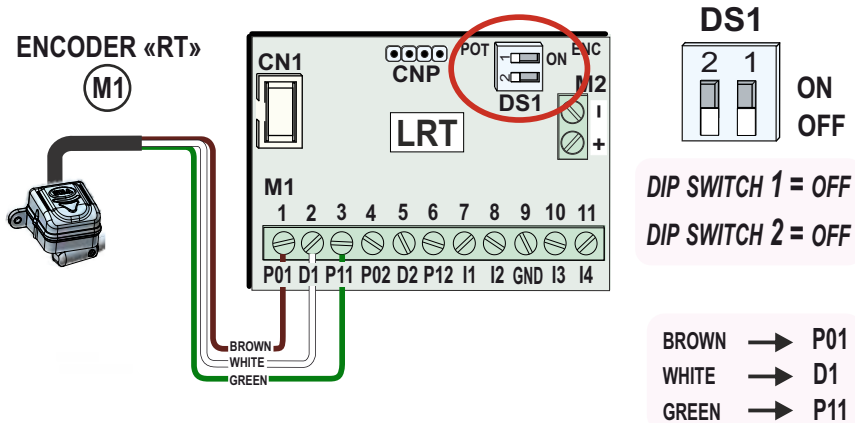 ENCODER «RT»
M1
CN1
CNP
POT
1
2
ON
ENC
DS1
M2
-
+
LRT
M1
1 2 3 4 5 6 7 8 9 10 11
P01 D1 P11 P02 D2 P12 I1 I2 GND I3 I4
BROWN
WHITE
GREEN
DS1
2 1
ON
OFF
DIP SWITCH 1 = OFF
DIP SWITCH 2 = OFF
BROWN → P01
WHITE → D1
GREEN → P11